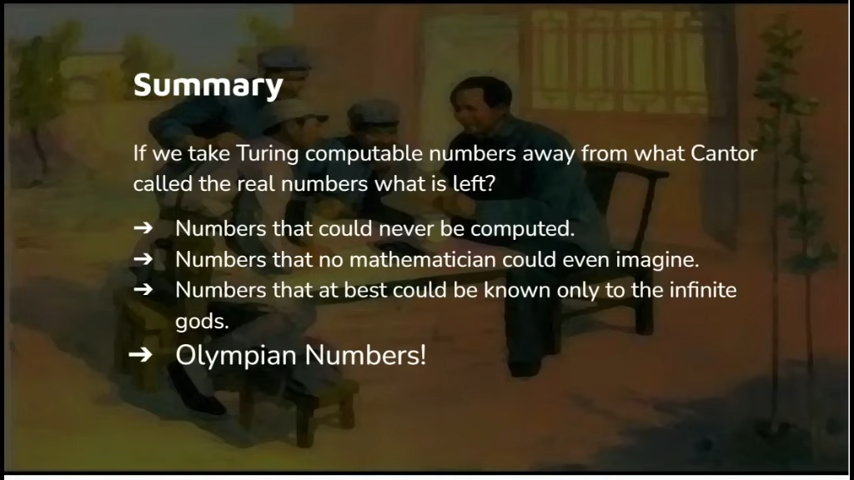 Summary
If we take Turing computable numbers away from what Cantor
called the real numbers what is left?
➔ Numbers that could never be computed.
➔ Numbers that no mathematician could even imagine.
➔ Numbers that at best could be known only to the infinite
gods.
➔ Olympian Numbers!